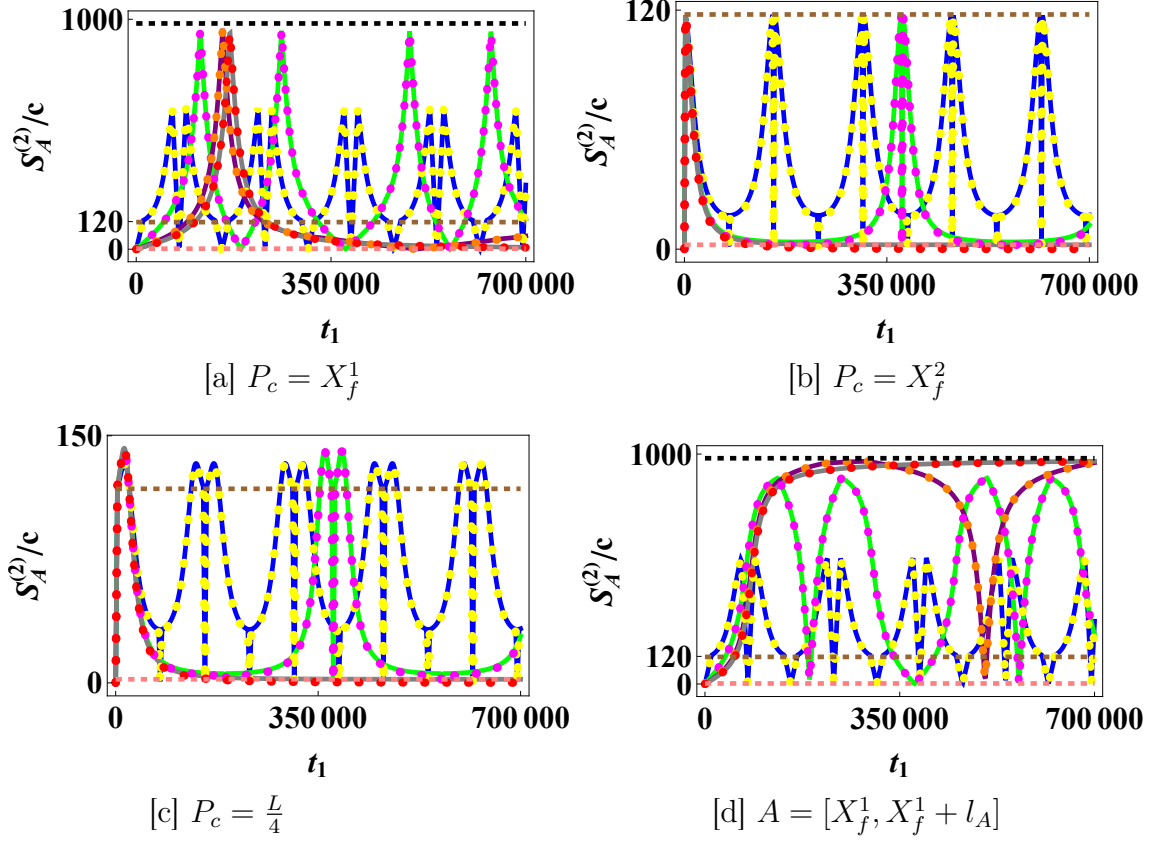 1000
120
0
S_A^{(2)}/c
0
350 000
700 000
t_1
[a] P_c = X_f^1
120
0
S_A^{(2)}/c
0
350 000
700 000
t_1
[b] P_c = X_f^2
150
0
S_A^{(2)}/c
0
350 000
700 000
t_1
[c] P_c = \frac{L}{4}
1000
120
0
S_A^{(2)}/c
0
350 000
700 000
t_1
[d] A = [X_f^1, X_f^1 + l_A]